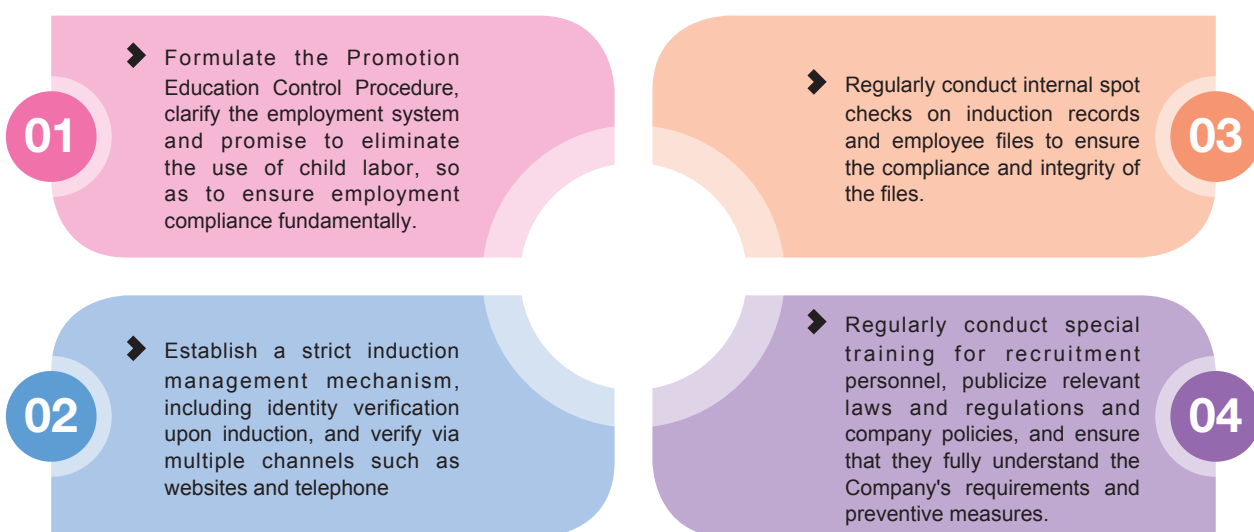 01
Formulate the Promotion
Education Control Procedure,
clarify the employment system
and promise to eliminate
the use of child labor, so
as to ensure employment
compliance fundamentally.
02
Establish a strict induction
management mechanism,
including identity verification
upon induction, and verify via
multiple channels such as
websites and telephone
03
Regularly conduct internal spot
checks on induction records
and employee files to ensure
the compliance and integrity of
the files.
04
Regularly conduct special
training for recruitment
personnel, publicize relevant
laws and regulations and
company policies, and ensure
that they fully understand the
Company's requirements and
preventive measures.